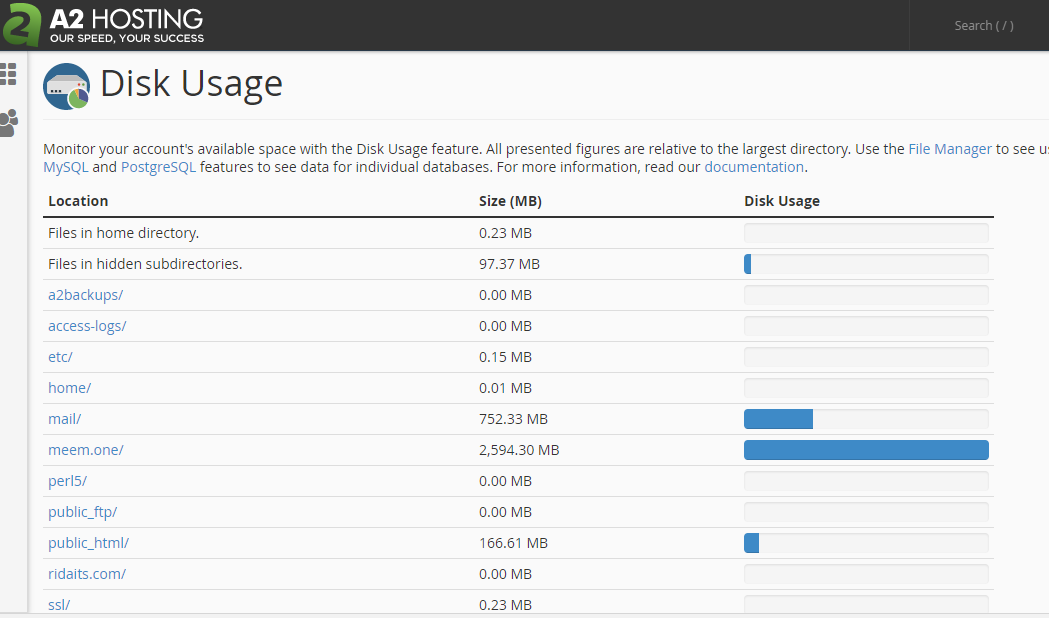 A2 HOSTING
OUR SPEED, YOUR SUCCESS
Search ( / )
Disk Usage
Monitor your account's available space with the Disk Usage feature. All presented figures are relative to the largest directory. Use the File Manager to see
MySQL and PostgreSQL features to see data for individual databases. For more information, read our documentation.
Location Size (MB) Disk Usage
Files in home directory. 0.23 MB
Files in hidden subdirectories. 97.37 MB
a2backups/ 0.00 MB
access-logs/ 0.00 MB
etc/ 0.15 MB
home/ 0.01 MB
mail/ 752.33 MB
meem.one/ 2,594.30 MB
perl5/ 0.00 MB
public_ftp/ 0.00 MB
public_html/ 166.61 MB
ridaits.com/ 0.00 MB
ssl/ 0.23 MB